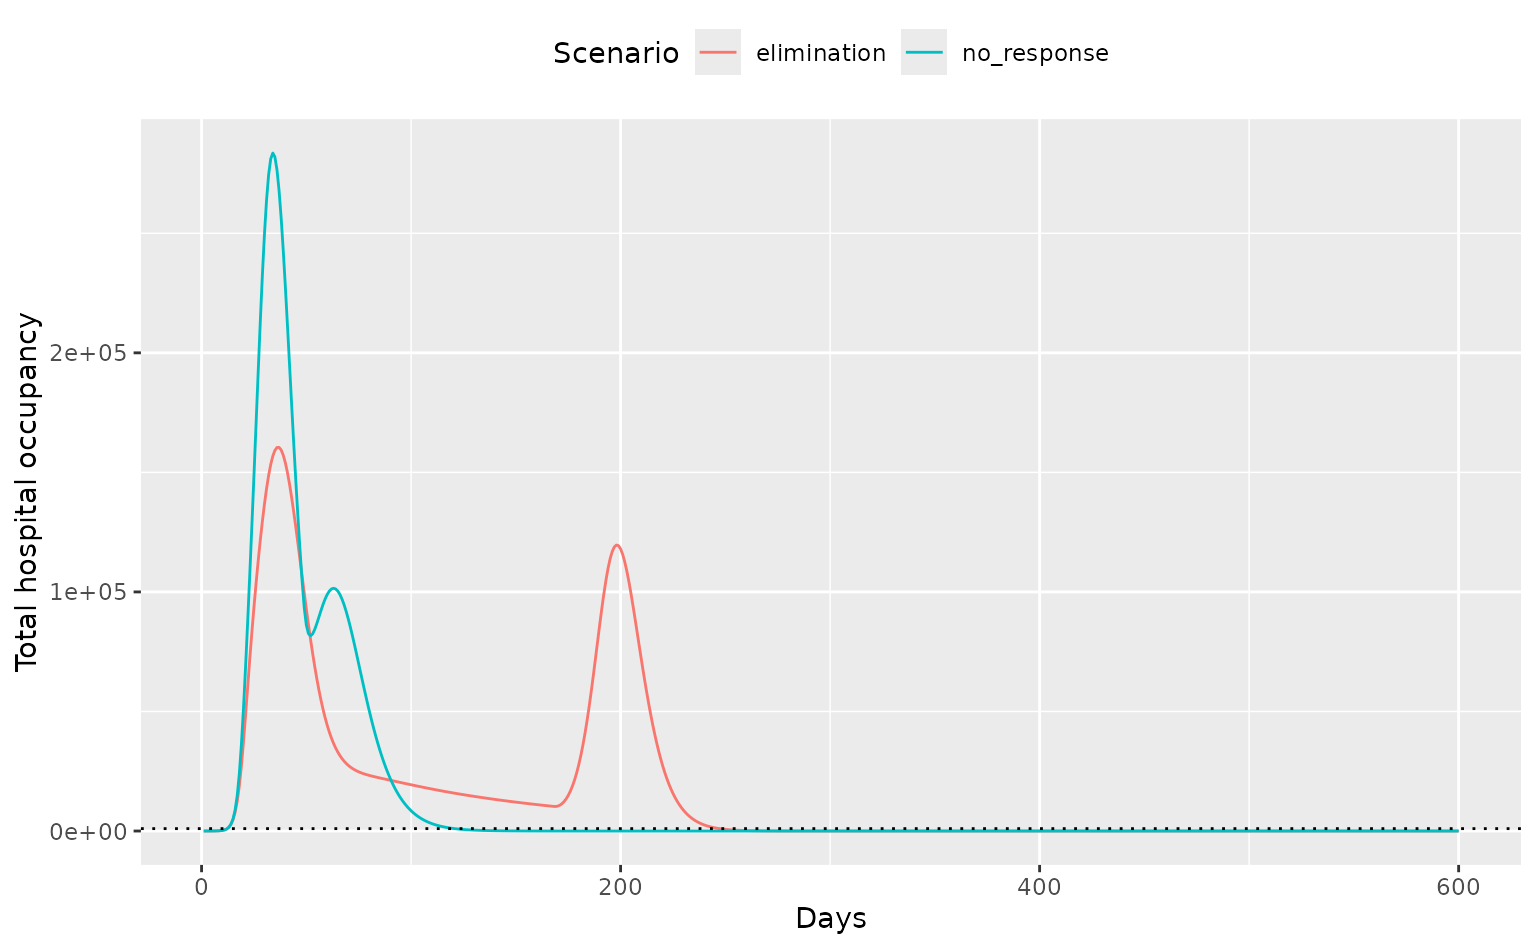 Scenario elimination no_response
Total hospital occupancy
2e+05
1e+05
0e+00
0 200 400 600
Days